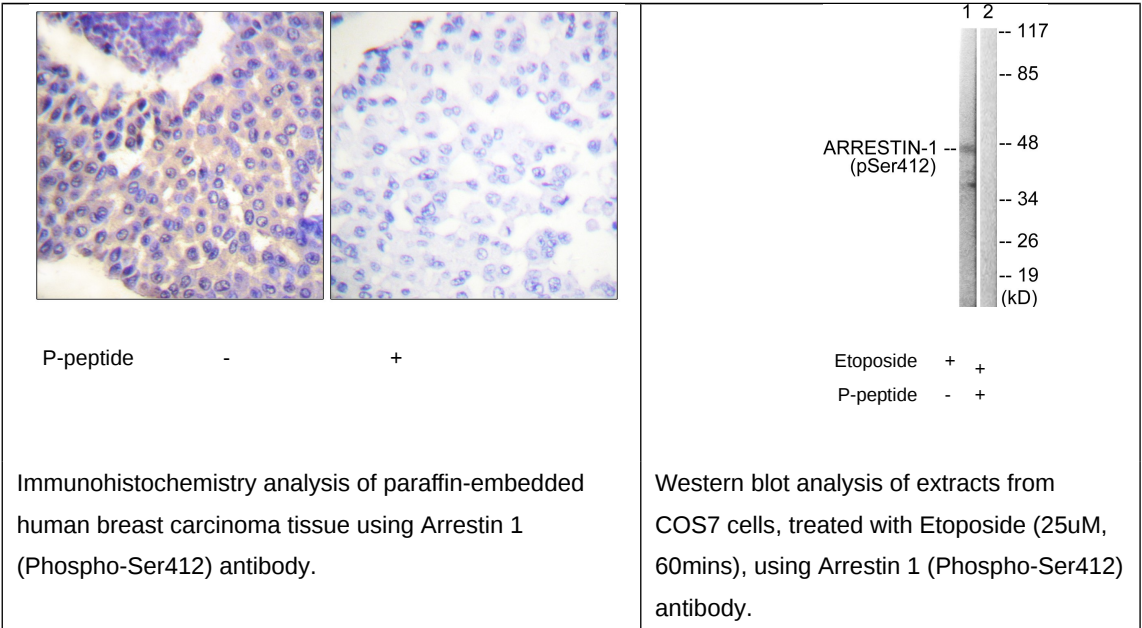 P-peptide - +
Immunohistochemistry analysis of paraffin-embedded
human breast carcinoma tissue using Arrestin 1
(Phospho-Ser412) antibody.
1 2
-- 117
-- 85
ARRESTIN-1 --
(pSer412)
-- 48
-- 34
-- 26
-- 19
(kD)
Etoposide + +
P-peptide - +
Western blot analysis of extracts from
COS7 cells, treated with Etoposide (25uM,
60mins), using Arrestin 1 (Phospho-Ser412)
antibody.